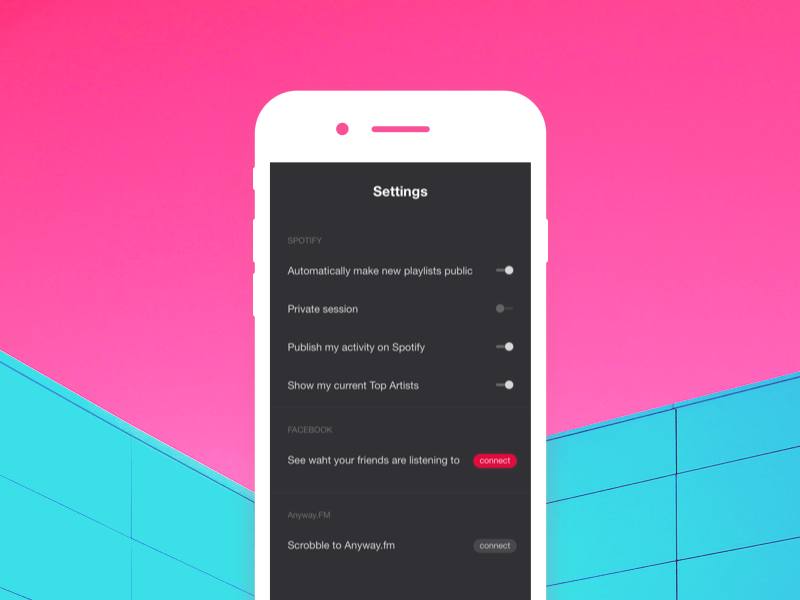 Settings
SPOTIFY
Automatically make new playlists public
Private session
Publish my activity on Spotify
Show my current Top Artists
FACEBOOK
See waht your friends are listening to connect
Anyway.FM
Scrobble to Anyway.fm connect